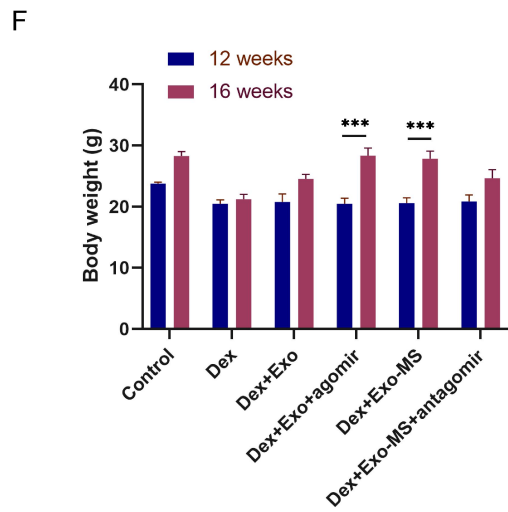 F
12 weeks
16 weeks
Body weight (g)
40
30
20
10
0
***
***
Control
Dex
Dex+Exo
Dex+Exo+agomir
Dex+Exo-MS
Dex+Exo-MS+antagomir